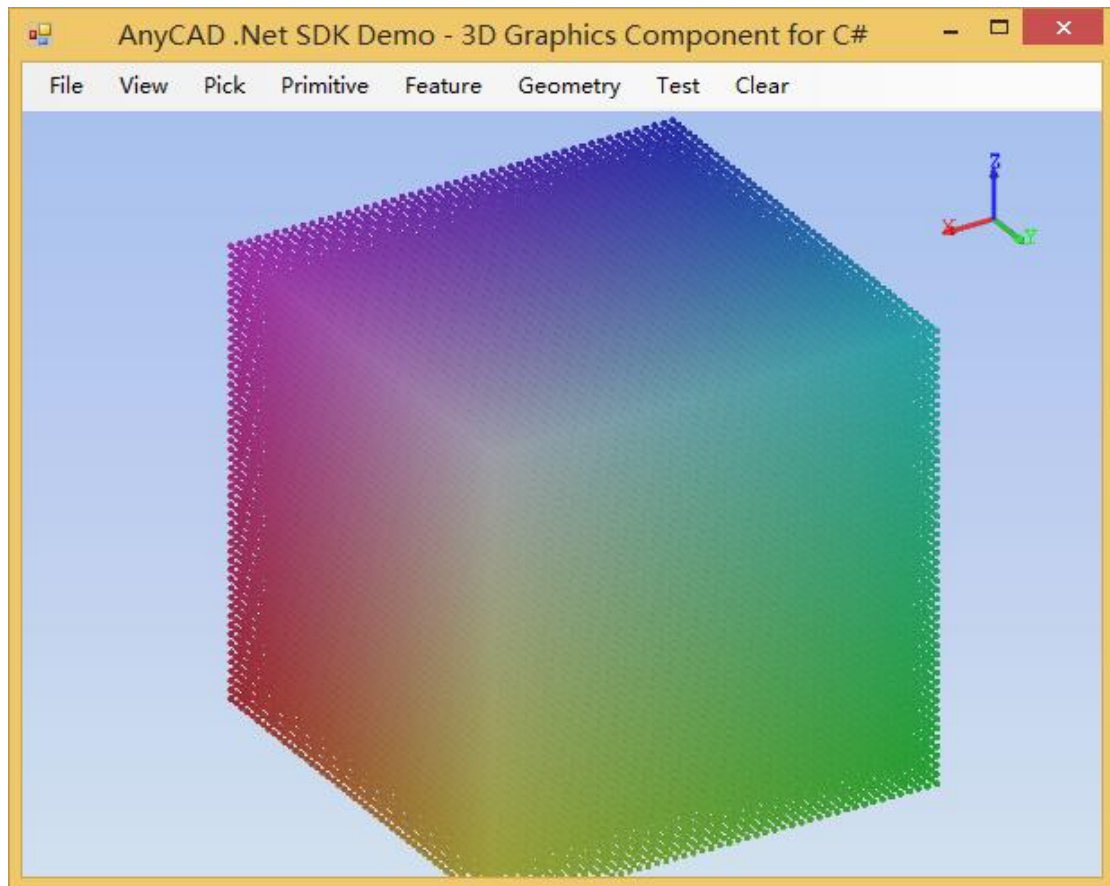 AnyCAD .Net SDK Demo - 3D Graphics Component for C#
File View Pick Primitive Feature Geometry Test Clear
Z
X
Y